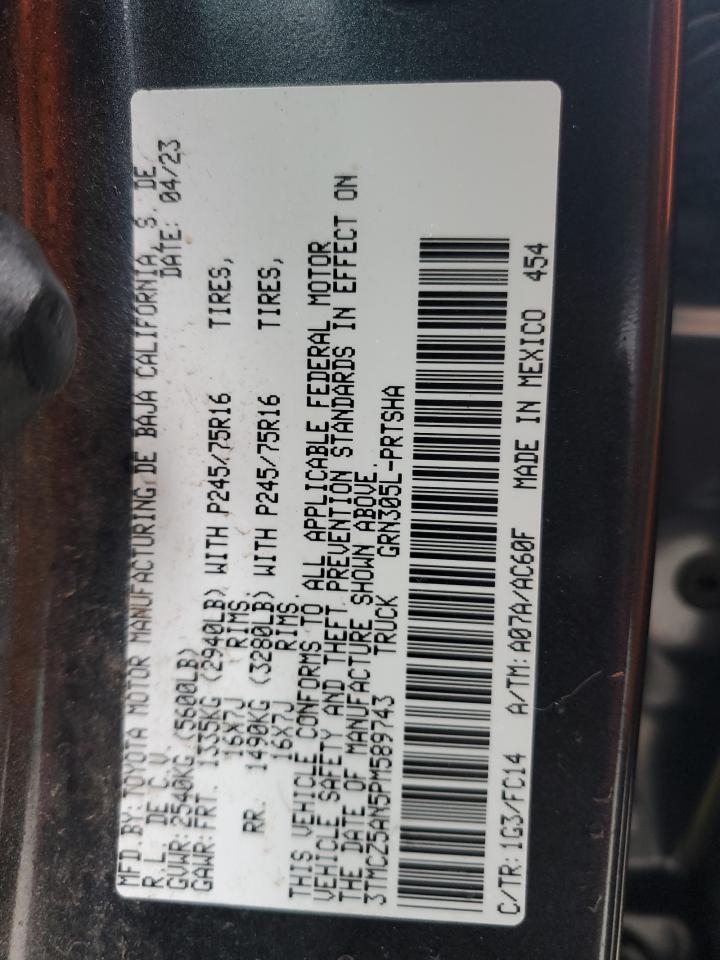 MFD BY: TOYOTA MOTOR MANUFACTURING DE BAJA CALIFORNIA, S. DE
R.L. DE C.V. DATE: 04/23
GVWR: 2540KG (5600LB)
GAWR: FRT. 1335KG (2940LB) WITH P245/75R16 TIRES,
16X7J RIMS.
RR. 1490KG (3280LB) WITH P245/75R16 TIRES,
16X7J RIMS.
THIS VEHICLE CONFORMS TO ALL APPLICABLE FEDERAL MOTOR
VEHICLE SAFETY AND THEFT PREVENTION STANDARDS IN EFFECT ON
THE DATE OF MANUFACTURE SHOWN ABOVE.
3TMCZ5AN5PM589743 TRUCK GRN305L-PRTSHA
C/TR: 1G3/FC14 A/TM: A07A/AC60F MADE IN MEXICO 454